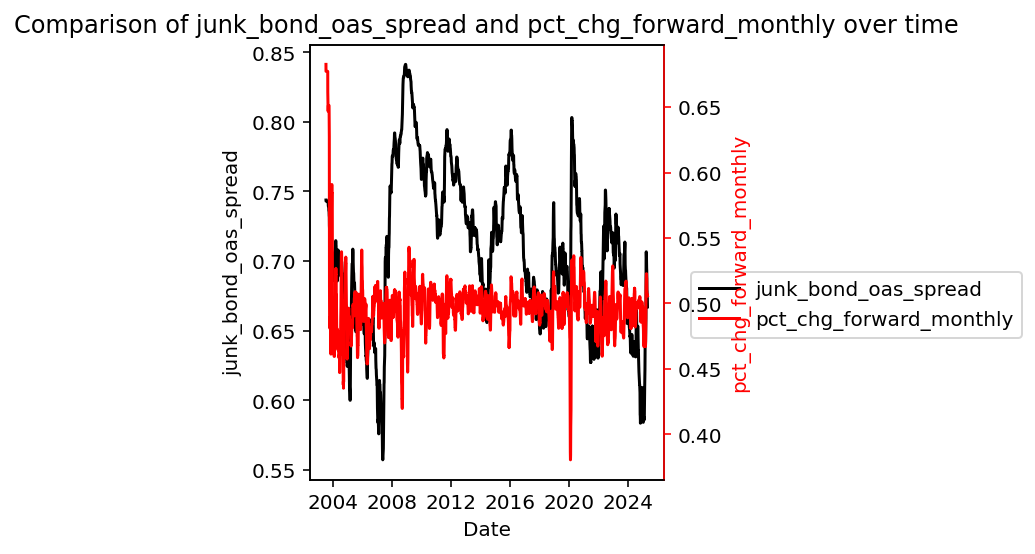 Comparison of junk_bond_oas_spread and pct_chg_forward_monthly over time
0.85
0.80
0.75
0.70
0.65
0.60
0.55
junk_bond_oas_spread
0.65
0.60
0.55
0.50
0.45
0.40
pct_chg_forward_monthly
junk_bond_oas_spread
pct_chg_forward_monthly
2004 2008 2012 2016 2020 2024
Date